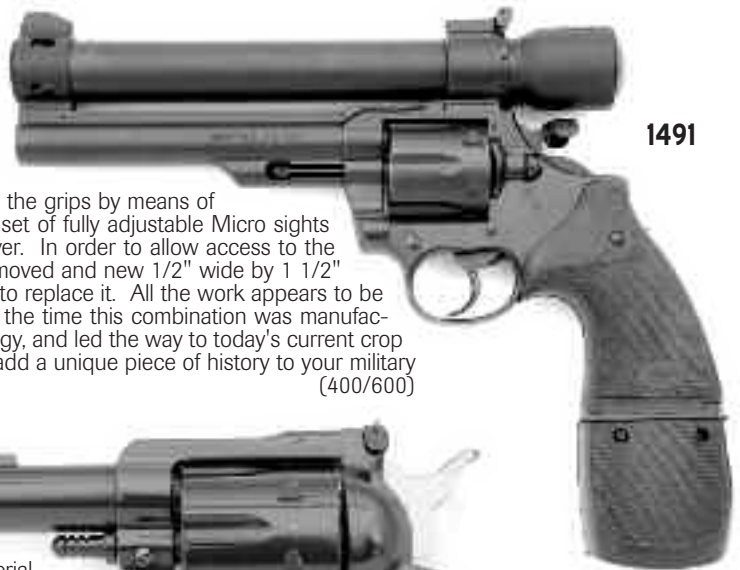 1491
the grips by means of
set of fully adjustable Micro sights
ver. In order to allow access to the
moved and new 1/2" wide by 1 1/2"
to replace it. All the work appears to be
the time this combination was manufac-
gy, and led the way to today's current crop
add a unique piece of history to your military
(400/600)
erial